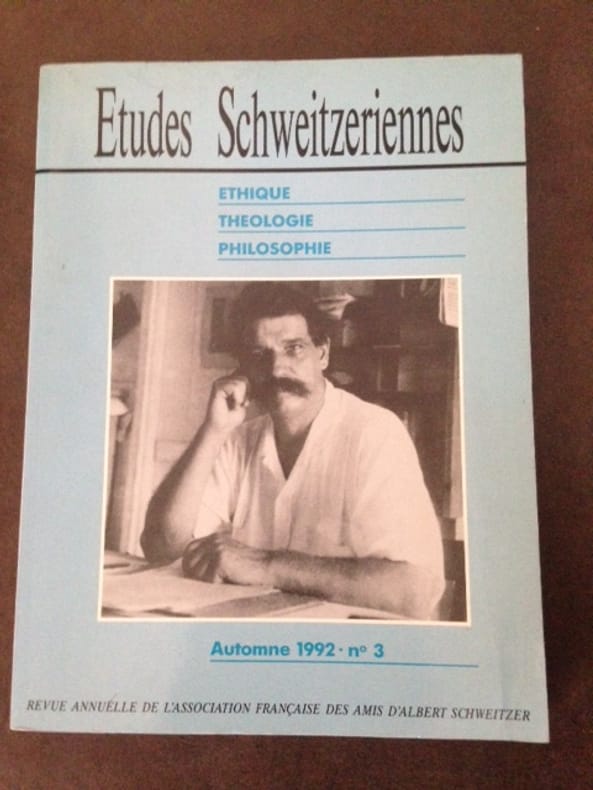 Etudes Schweitzeriennes
ETHIQUE
THEOLOGIE
PHILOSOPHIE
Automne 1992 · nº 3
REVUE ANNUELLE DE L'ASSOCIATION FRANÇAISE DES AMIS D'ALBERT SCHWEITZER